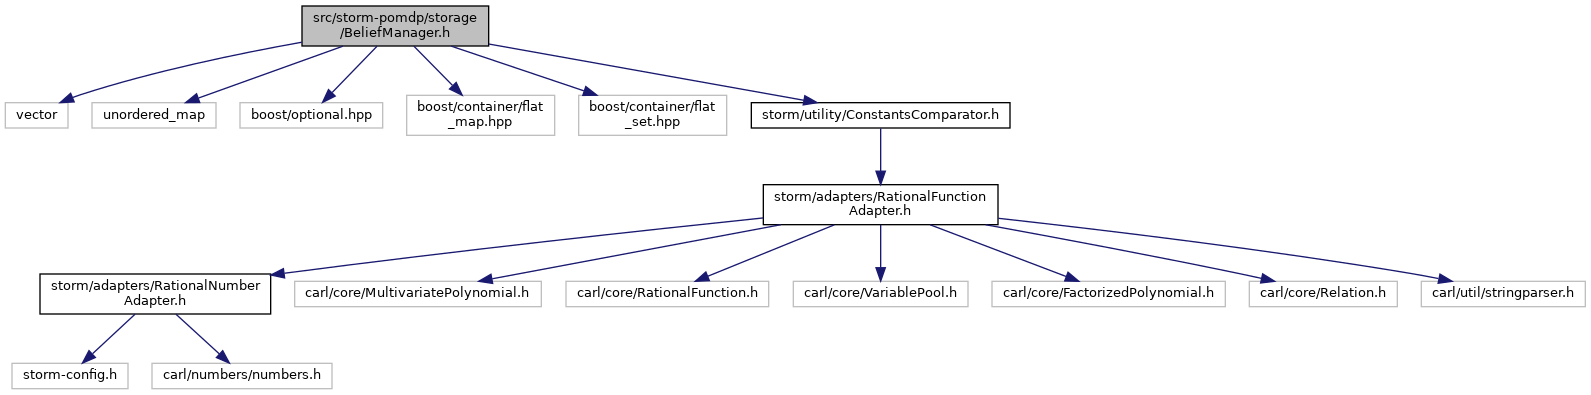 src/storm-pomdp/storage
/BeliefManager.h
vector
unordered_map
boost/optional.hpp
boost/container/flat
_map.hpp
boost/container/flat
_set.hpp
storm/utility/ConstantsComparator.h
storm/adapters/RationalFunction
Adapter.h
storm/adapters/RationalNumber
Adapter.h
carl/core/MultivariatePolynomial.h
carl/core/RationalFunction.h
carl/core/VariablePool.h
carl/core/FactorizedPolynomial.h
carl/core/Relation.h
carl/util/stringparser.h
storm-config.h
carl/numbers/numbers.h